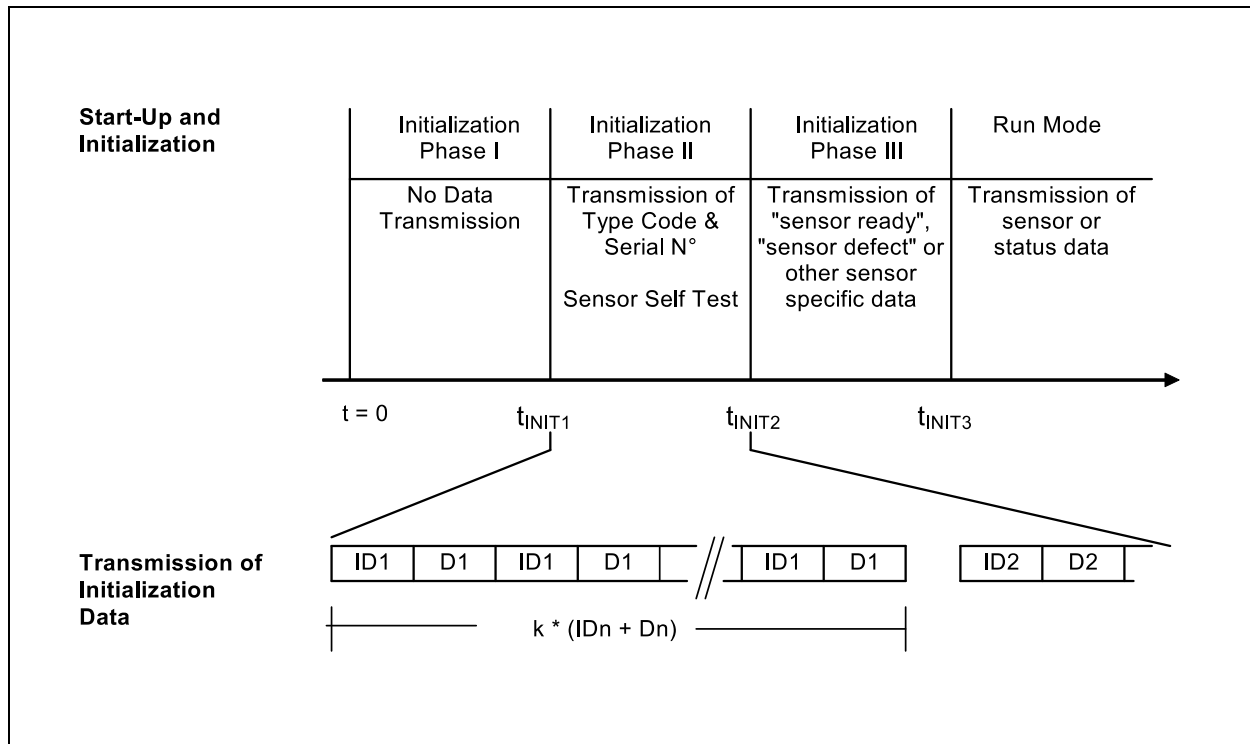 Start-Up and
Initialization
Initialization
Phase I
Initialization
Phase II
Initialization
Phase III
Run Mode
No Data
Transmission
Transmission of
Type Code &
Serial N°
Sensor Self Test
Transmission of
"sensor ready",
"sensor defect" or
other sensor
specific data
Transmission of
sensor or
status data
t = 0
tINIT1
tINIT2
tINIT3
Transmission of
Initialization
Data
ID1 D1 ID1 D1 ID1 D1 ID2 D2
k * (IDn + Dn)